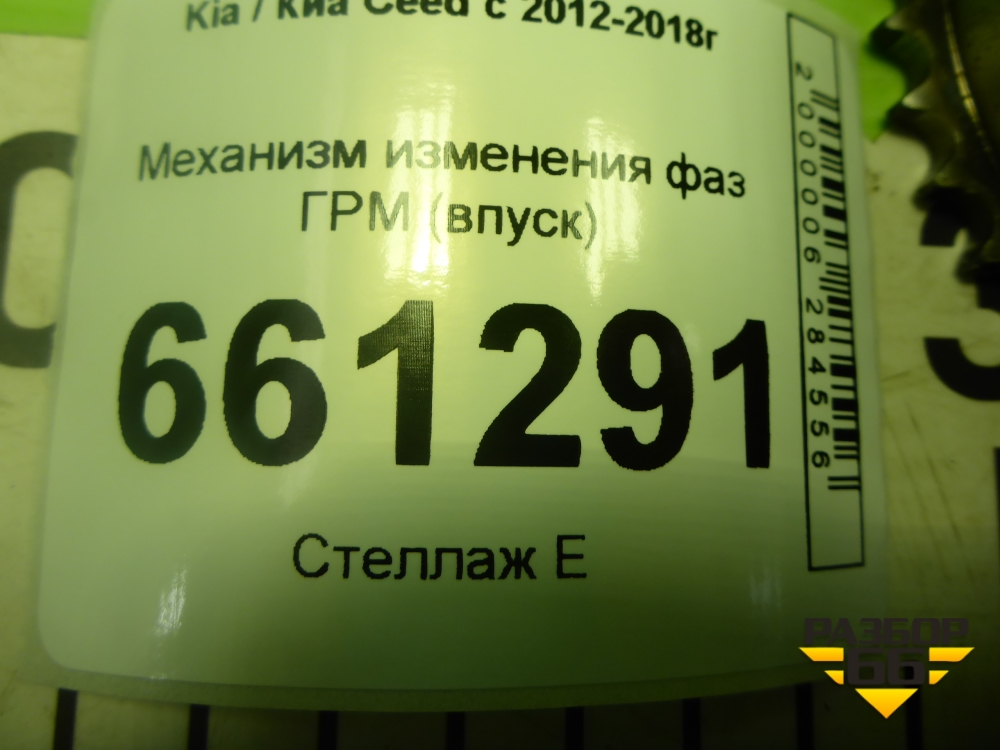 Kia / Киа Ceed с 2012-2018г
Механизм изменения фаз
ГРМ (впуск)
661291
Стеллаж Е
2000006284556
РАЗБОР
66